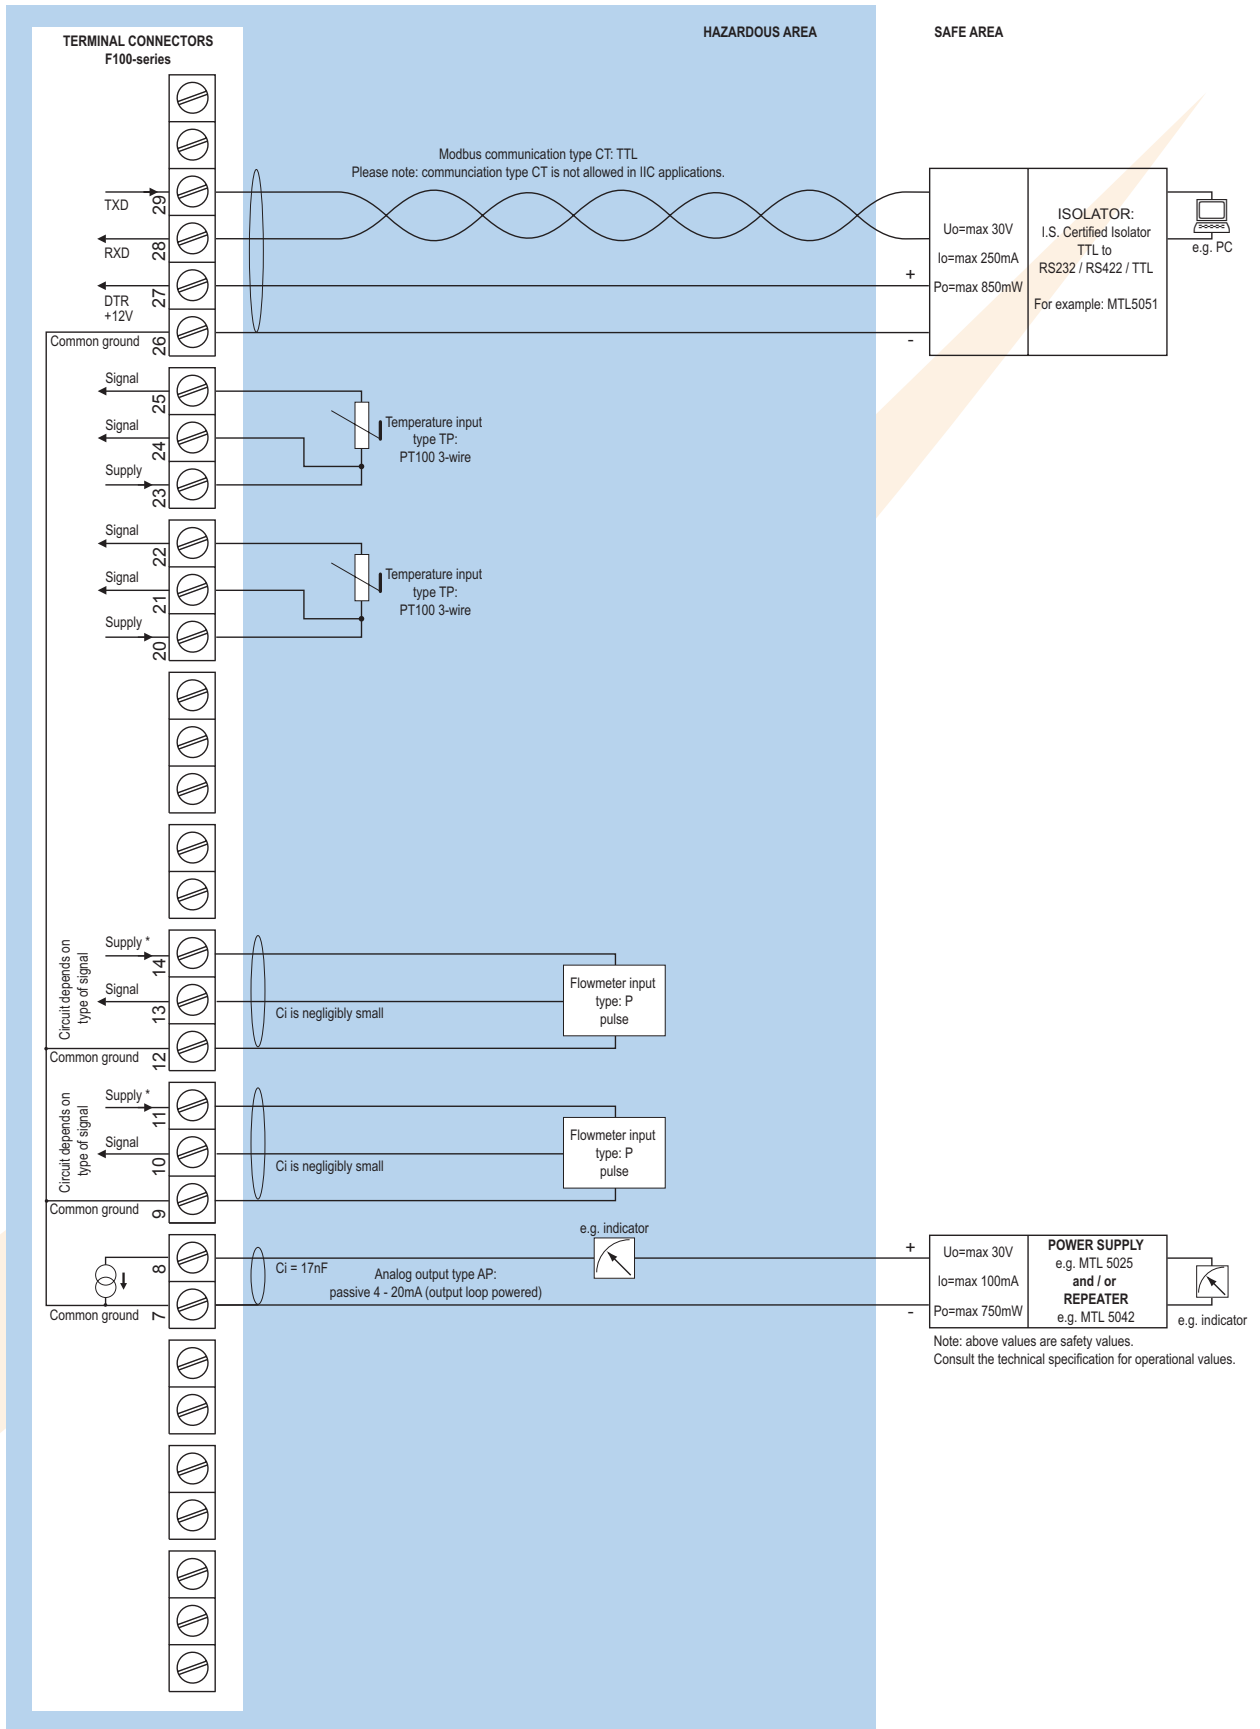 HAZARDOUS AREA
SAFE AREA
TERMINAL CONNECTORS
F100-series
Modbus communication type CT: TTL
Please note: communciation type CT is not allowed in IIC applications.
TXD
29
RXD
28
DTR
+12V
27
Common ground
26
+
-
Uo=max 30V
Io=max 250mA
Po=max 850mW
ISOLATOR:
I.S. Certified Isolator
TTL to
RS232 / RS422 / TTL
For example: MTL5051
e.g. PC
Signal
25
Signal
24
Supply
23
Temperature input
type TP:
PT100 3-wire
Signal
22
Signal
21
Supply
20
Temperature input
type TP:
PT100 3-wire
Circuit depends on
type of signal
Supply *
14
Signal
13
Common ground
12
Ci is negligibly small
Flowmeter input
type: P
pulse
Circuit depends on
type of signal
Supply *
11
Signal
10
Common ground
9
Ci is negligibly small
Flowmeter input
type: P
pulse
e.g. indicator
8
Common ground
7
Ci = 17nF
Analog output type AP:
passive 4 - 20mA (output loop powered)
+
-
Uo=max 30V
Io=max 100mA
Po=max 750mW
POWER SUPPLY
e.g. MTL 5025
and / or
REPEATER
e.g. MTL 5042
e.g. indicator
Note: above values are safety values.
Consult the technical specification for operational values.